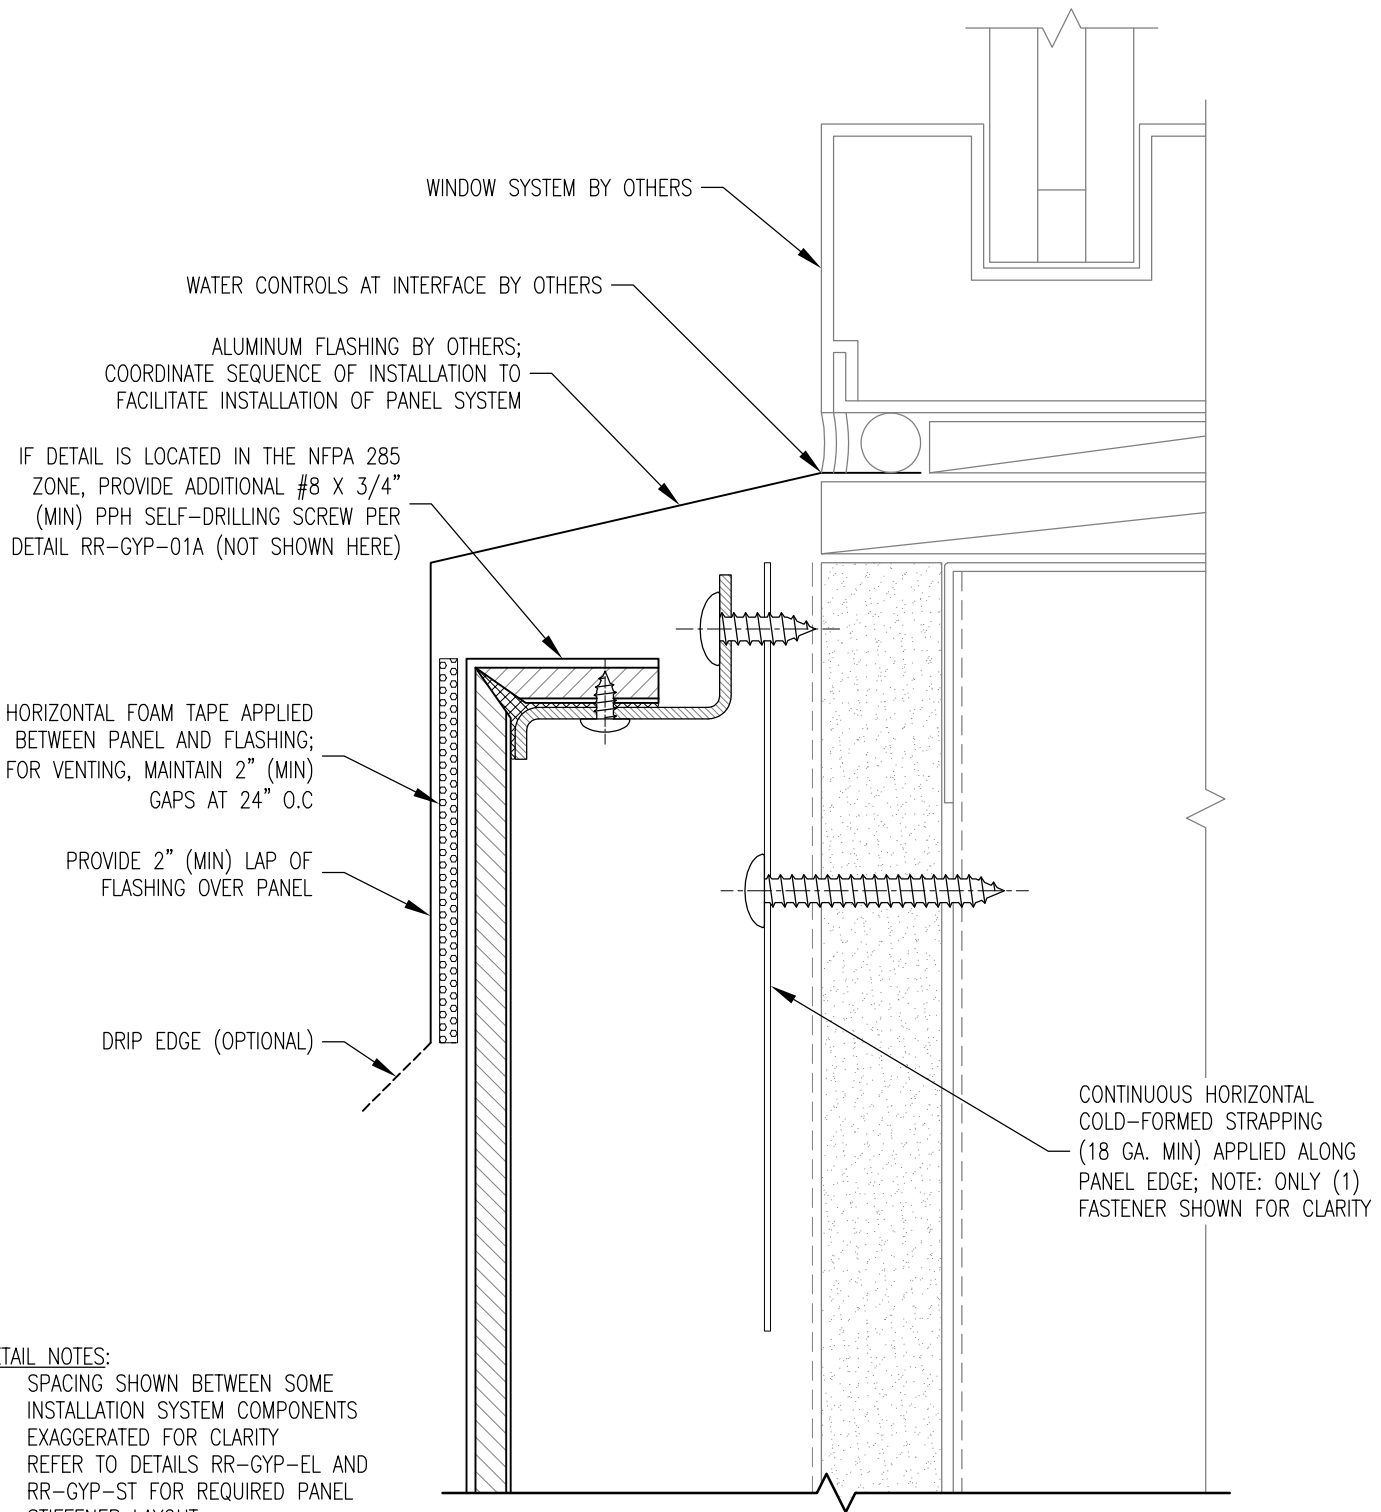 WINDOW SYSTEM BY OTHERS
WATER CONTROLS AT INTERFACE BY OTHERS
ALUMINUM FLASHING BY OTHERS;
COORDINATE SEQUENCE OF INSTALLATION TO
FACILITATE INSTALLATION OF PANEL SYSTEM
IF DETAIL IS LOCATED IN THE NFPA 285
ZONE, PROVIDE ADDITIONAL #8 X 3/4"
(MIN) PPH SELF-DRILLING SCREW PER
DETAIL RR-GYP-01A (NOT SHOWN HERE)
HORIZONTAL FOAM TAPE APPLIED
BETWEEN PANEL AND FLASHING;
FOR VENTING, MAINTAIN 2" (MIN)
GAPS AT 24" O.C
PROVIDE 2" (MIN) LAP OF
FLASHING OVER PANEL
DRIP EDGE (OPTIONAL)
CONTINUOUS HORIZONTAL
COLD-FORMED STRAPPING
(18 GA. MIN) APPLIED ALONG
PANEL EDGE; NOTE: ONLY (1)
FASTENER SHOWN FOR CLARITY
ETAIL NOTES:
SPACING SHOWN BETWEEN SOME
INSTALLATION SYSTEM COMPONENTS
EXAGGERATED FOR CLARITY
REFER TO DETAILS RR-GYP-EL AND
RR-GYP-ST FOR REQUIRED PANEL